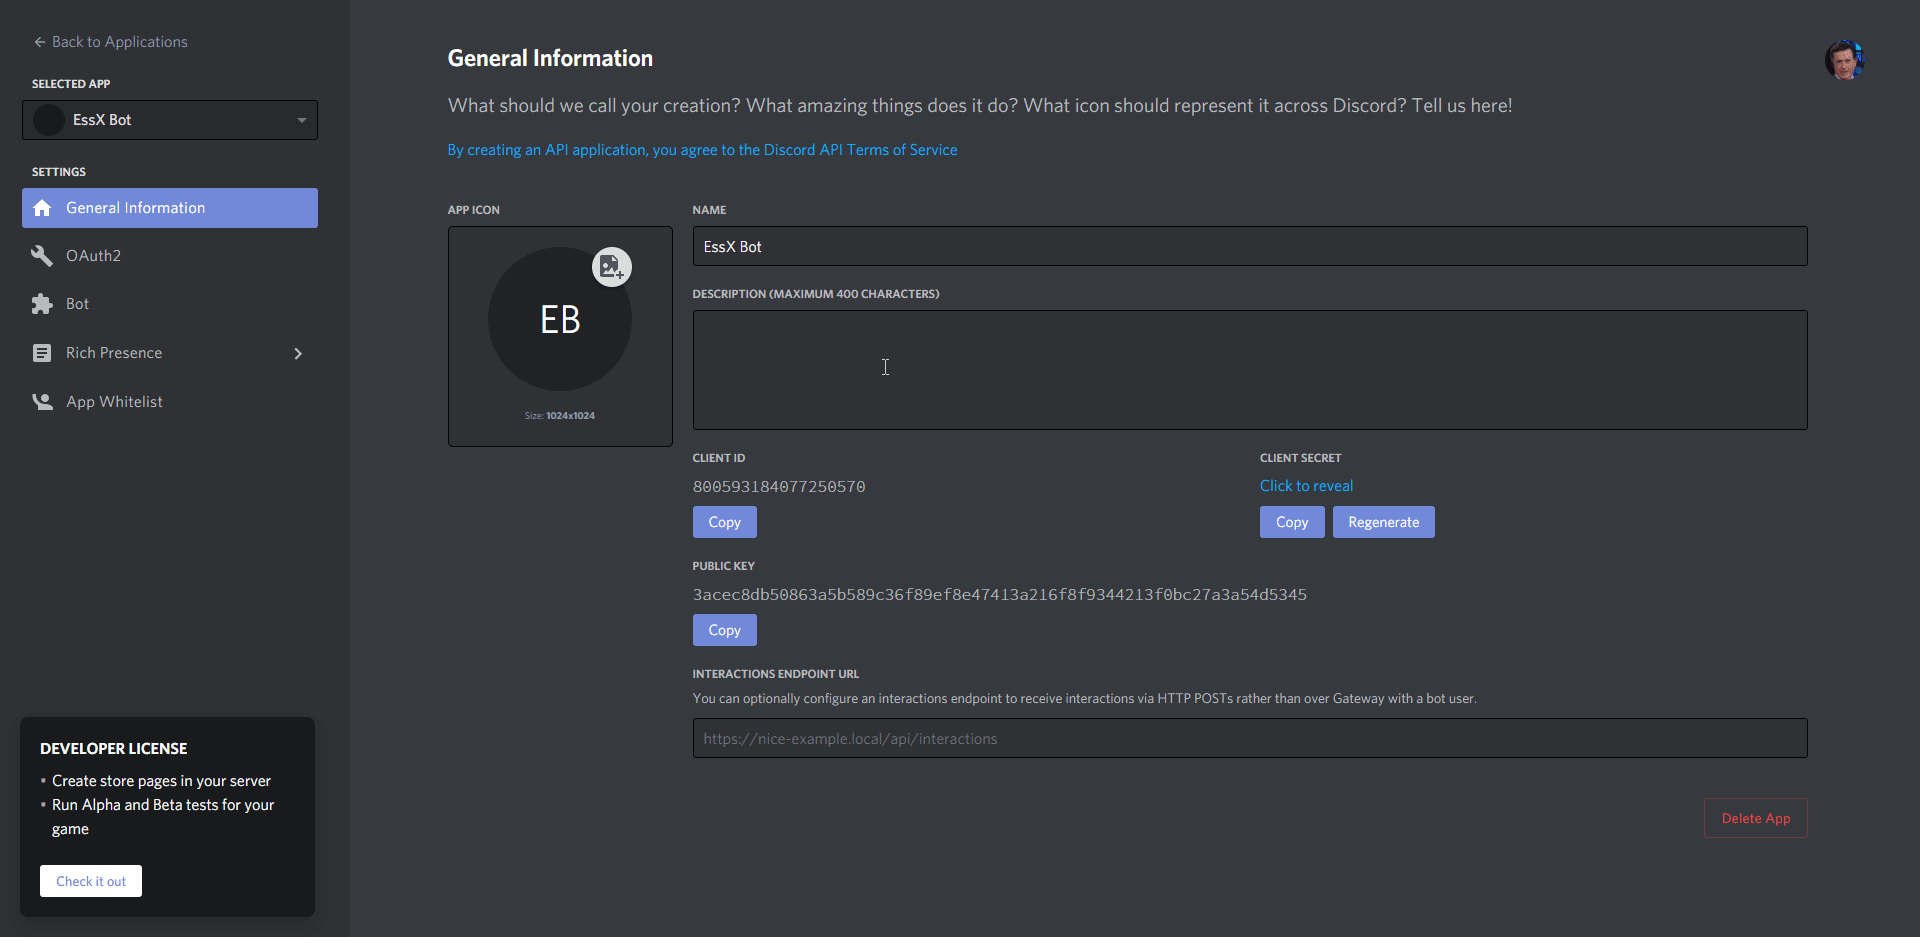 Back to Applications
SELECTED APP
EssX Bot
SETTINGS
General Information
OAuth2
Bot
Rich Presence
App Whitelist
DEVELOPER LICENSE
Create store pages in your server
Run Alpha and Beta tests for your
game
Check it out
General Information
What should we call your creation? What amazing things does it do? What icon should represent it across Discord? Tell us here!
By creating an API application, you agree to the Discord API Terms of Service
APP ICON
EB
Size: 1024x1024
NAME
EssX Bot
DESCRIPTION (MAXIMUM 400 CHARACTERS)
CLIENT ID
800593184077250570
Copy
CLIENT SECRET
Click to reveal
Copy Regenerate
PUBLIC KEY
3acec8db50863a5b589c36f89ef8e47413a216f8f9344213f0bc27a3a54d5345
Copy
INTERACTIONS ENDPOINT URL
You can optionally configure an interactions endpoint to receive interactions via HTTP POSTs rather than over Gateway with a bot user.
https://nice-example.local/api/interactions
Delete App